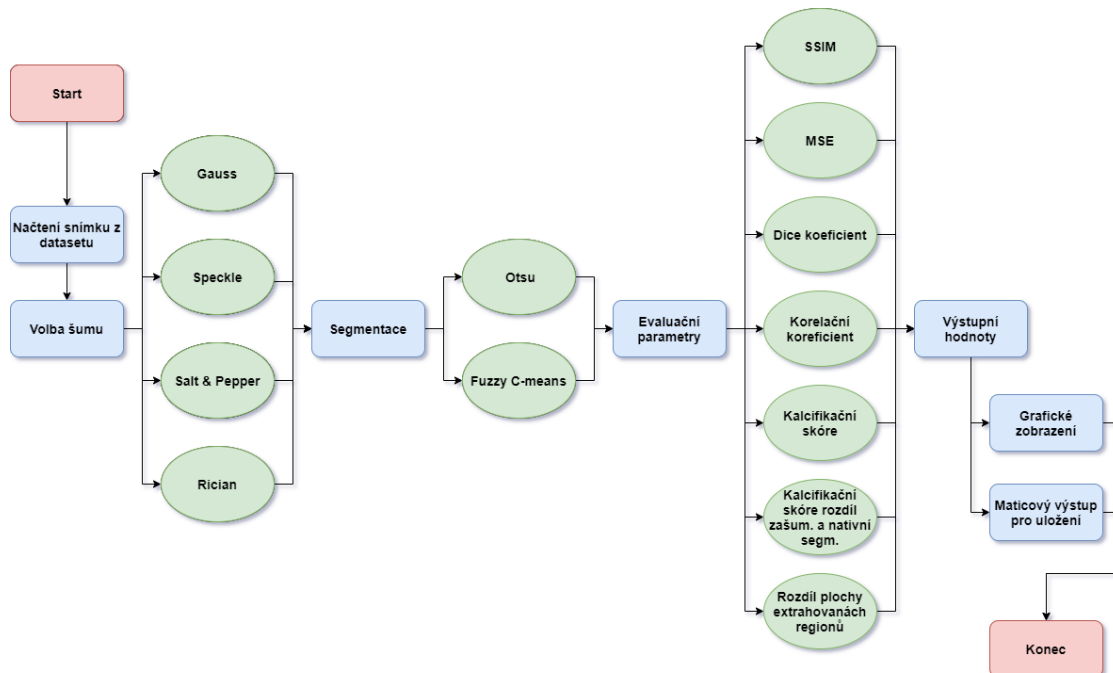 Start
Načtení snímku z
datasetu
Volba šumu
Gauss
Speckle
Salt & Pepper
Rician
Segmentace
Otsu
Fuzzy C-means
Evaluační
parametry
SSIM
MSE
Dice koeficient
Korelační
koreficient
Kalcifikační
skóre
Kalcifikační
skóre rozdíl
zašum. a nativní
segm.
Rozdíl plochy
extrahovanách
regionů
Výstupní
hodnoty
Grafické
zobrazení
Maticový výstup
pro uložení
Konec